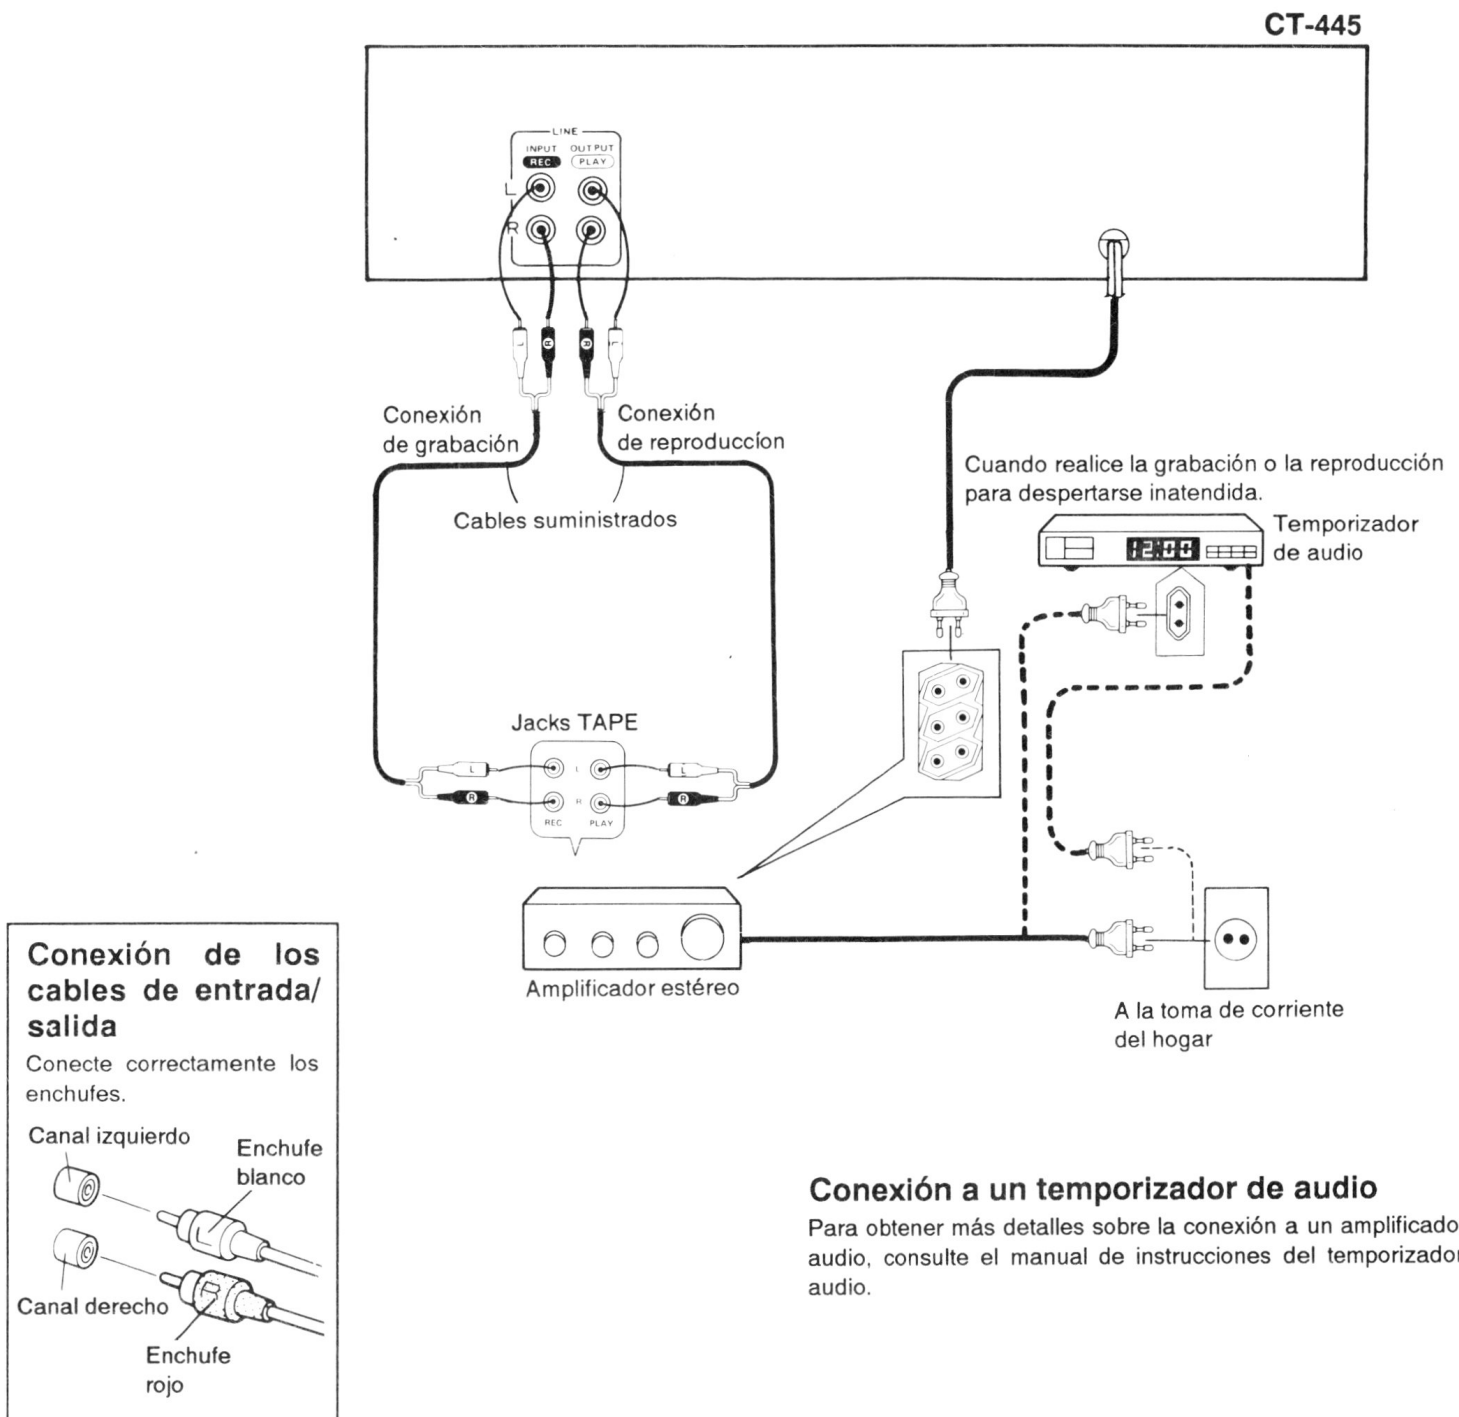 CT-445
LINE
INPUT OUTPUT
REC PLAY
L
R
L R R L
Conexión
de grabación
Conexión
de reproduccíon
Cables suministrados
Cuando realice la grabación o la reproducción
para despertarse inatendida.
12:00
Temporizador
de audio
Jacks TAPE
L L L
R R R
REC PLAY
Amplificador estéreo
A la toma de corriente
del hogar
Conexión de los
cables de entrada/
salida
Conecte correctamente los
enchufes.
Canal izquierdo
Enchufe
blanco
L
R
Canal derecho
Enchufe
rojo
Conexión a un temporizador de audio
Para obtener más detalles sobre la conexión a un amplificado
audio, consulte el manual de instrucciones del temporizador
audio.